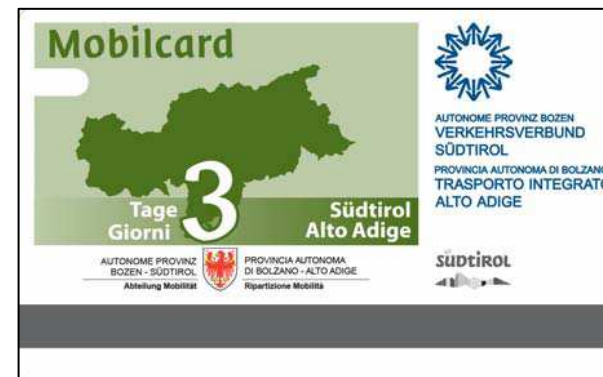 Mobilcard
3
Tage
Giorni
Südtirol
Alto Adige
AUTONOME PROVINZ
BOZEN - SÜDTIROL
Abteilung Mobilität
PROVINCIA AUTONOMA
DI BOLZANO - ALTO ADIGE
Ripartizione Mobilità
AUTONOME PROVINZ BOZEN
VERKEHRSVERBUND
SÜDTIROL
PROVINCIA AUTONOMA DI BOLZANO
TRASPORTO INTEGRATO
ALTO ADIGE
SÜDTIROL